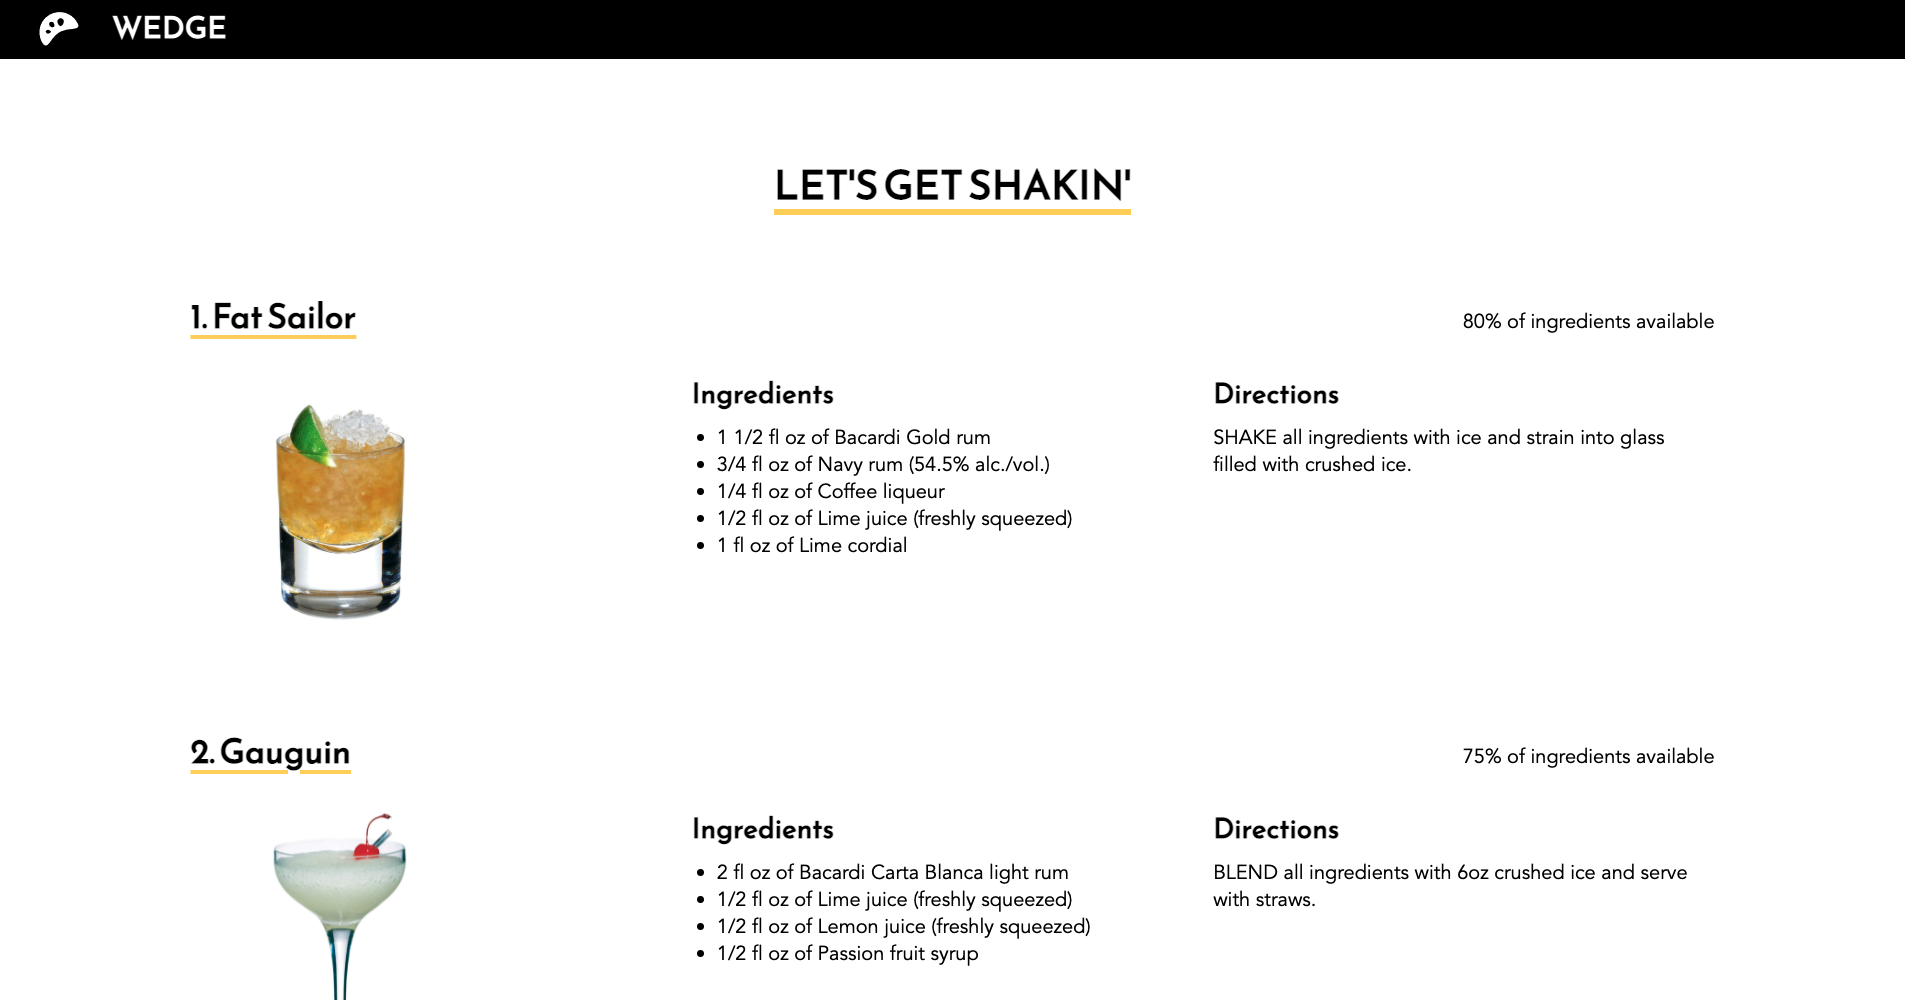 WEDGE
LET'S GET SHAKIN'
1. Fat Sailor
80% of ingredients available
Ingredients
1 1/2 fl oz of Bacardi Gold rum
3/4 fl oz of Navy rum (54.5% alc./vol.)
1/4 fl oz of Coffee liqueur
1/2 fl oz of Lime juice (freshly squeezed)
1 fl oz of Lime cordial
Directions
SHAKE all ingredients with ice and strain into glass
filled with crushed ice.
2. Gauguin
75% of ingredients available
Ingredients
2 fl oz of Bacardi Carta Blanca light rum
1/2 fl oz of Lime juice (freshly squeezed)
1/2 fl oz of Lemon juice (freshly squeezed)
1/2 fl oz of Passion fruit syrup
Directions
BLEND all ingredients with 6oz crushed ice and serve
with straws.